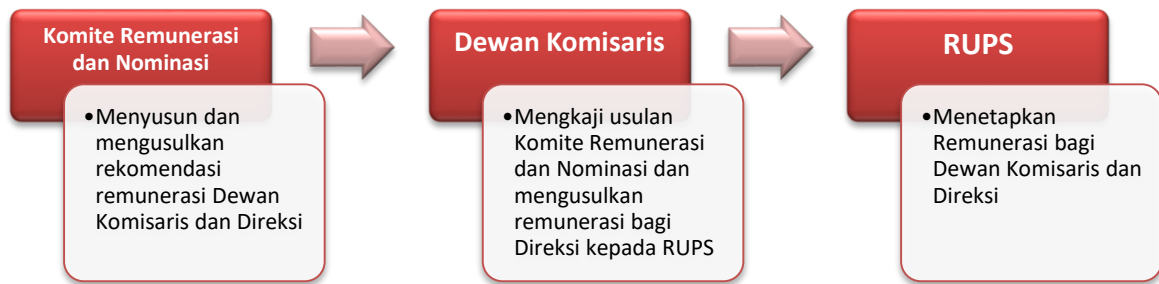 Komite Remunerasi
dan Nominasi
•Menyusun dan
mengusulkan
rekomendasi
remunerasi Dewan
Komisaris dan Direksi
Dewan Komisaris
•Mengkaji usulan
Komite Remunerasi
dan Nominasi dan
mengusulkan
remunerasi bagi
Direksi kepada RUPS
RUPS
•Menetapkan
Remunerasi bagi
Dewan Komisaris dan
Direksi